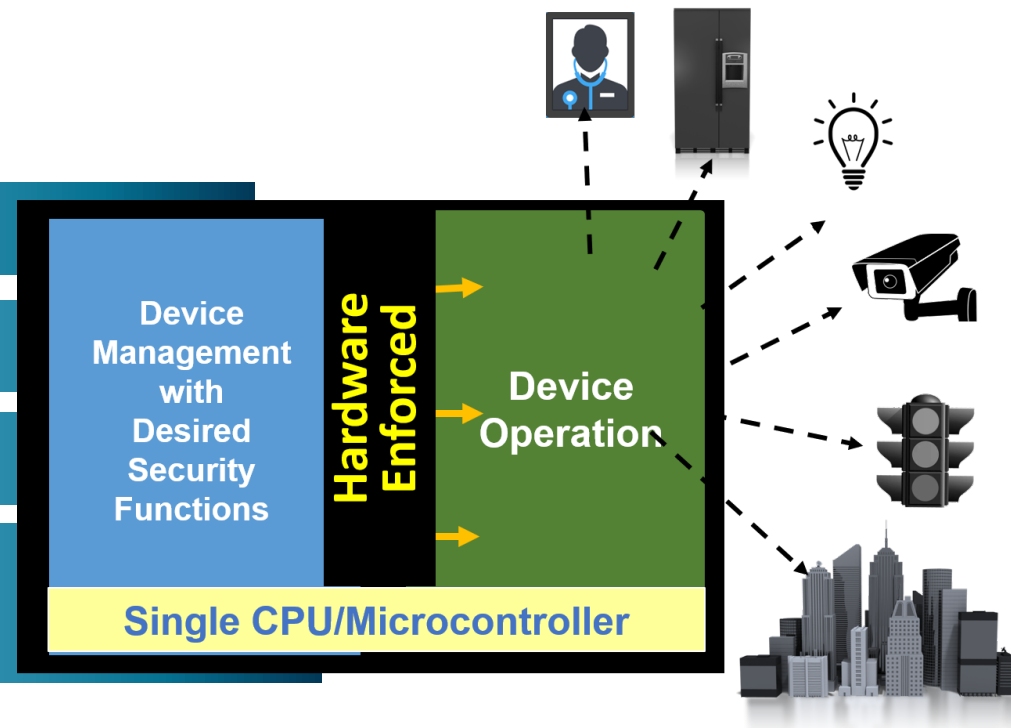 Device
Management
with
Desired
Security
Functions
Hardware
Enforced
Device
Operation
Single CPU/Microcontroller